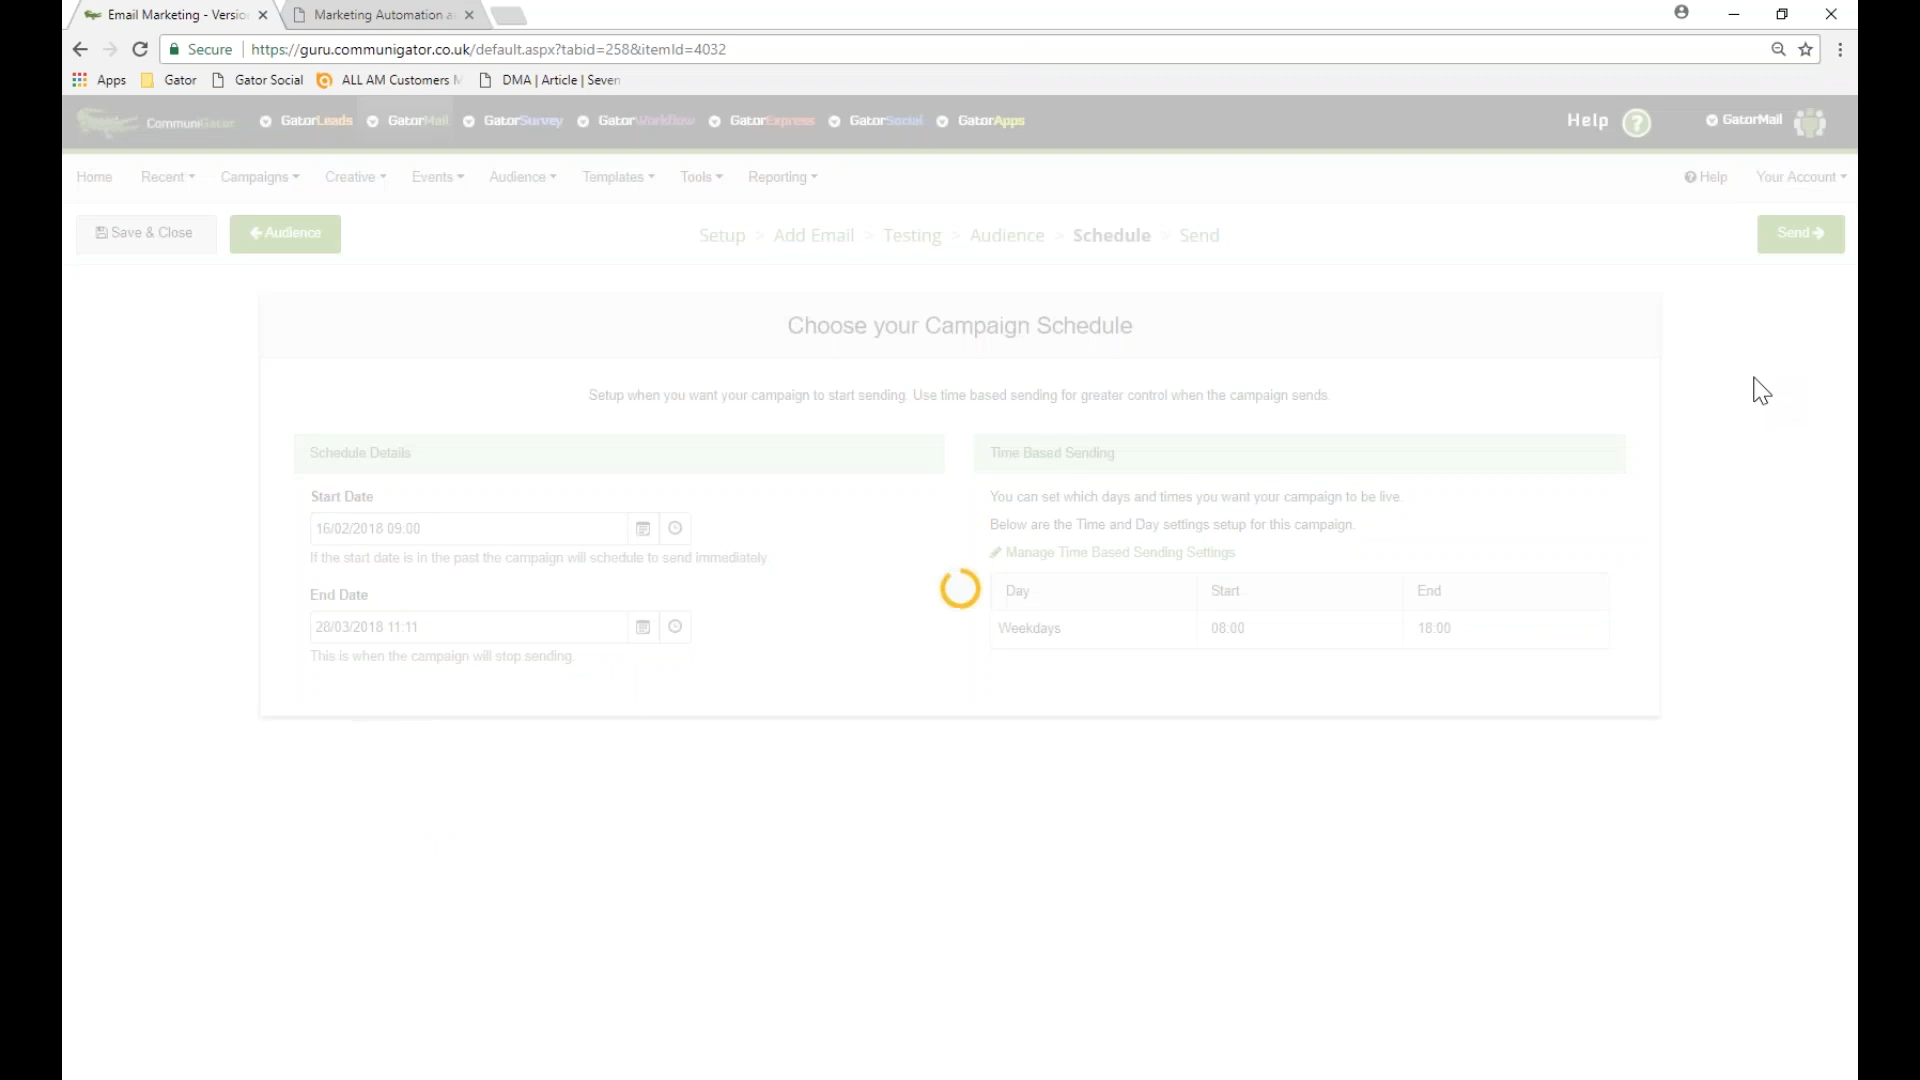 Email Marketing - Versio
Marketing Automation a
Secure
https://guru.communigator.co.uk/default.aspx?tabid=258&itemId=4032
Apps
Gator
Gator Social
ALL AM Customers M
DMA | Article | Seven
CommuniGator
GatorLeads
GatorMail
GatorSurvey
GatorWorkflow
GatorExpress
GatorSocial
GatorApps
Help ?
GatorMail
Home
Recent
Campaigns
Creative
Events
Audience
Templates
Tools
Reporting
Help
Your Account
Save & Close
Audience
Setup > Add Email > Testing > Audience > Schedule > Send
Send
Choose your Campaign Schedule
Setup when you want your campaign to start sending. Use time based sending for greater control when the campaign sends.
Schedule Details
Start Date
16/02/2018 09:00
If the start date is in the past the campaign will schedule to send immediately
End Date
28/03/2018 11:11
This is when the campaign will stop sending.
Time Based Sending
You can set which days and times you want your campaign to be live.
Below are the Time and Day settings setup for this campaign.
Manage Time Based Sending Settings
Day Start End
Weekdays 08:00 18:00